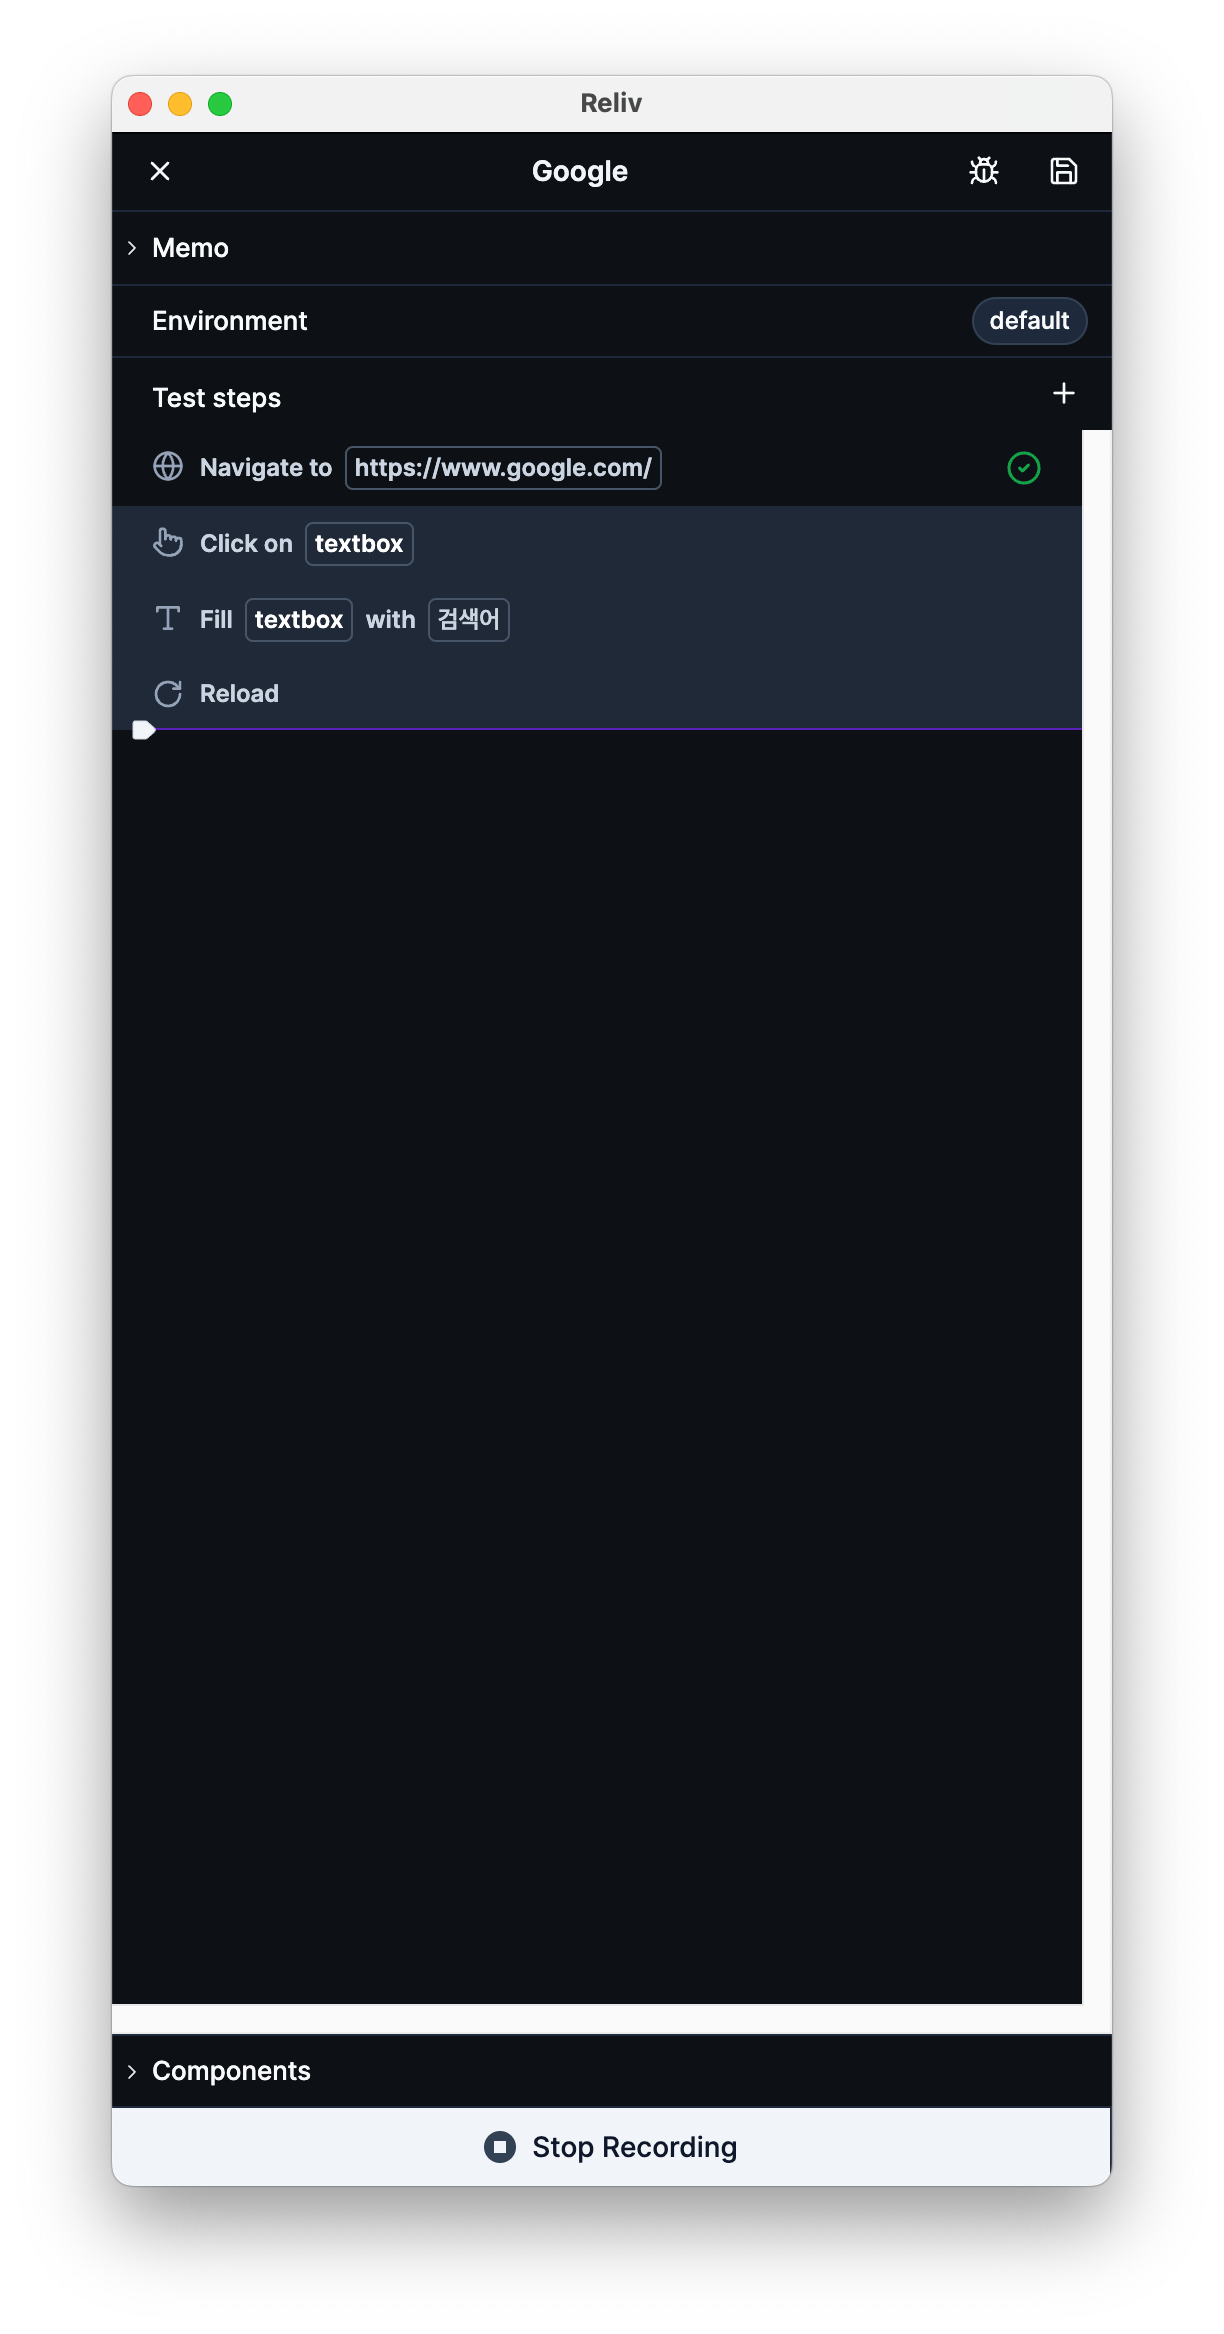 Reliv
Google
Memo
Environment default
Test steps
Navigate to https://www.google.com/
Click on textbox
Fill textbox with 검색어
Reload
Components
Stop Recording